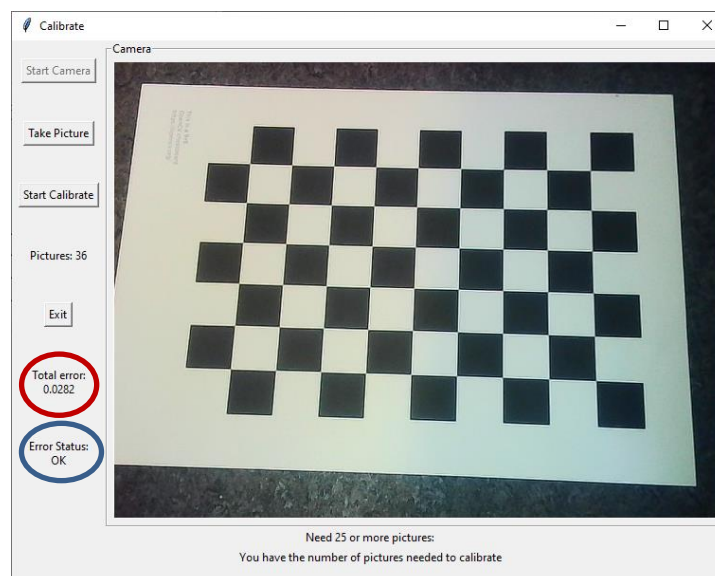 Calibrate
Camera
Start Camera
Take Picture
Start Calibrate
Pictures: 36
Exit
Total error:
0.0282
Error Status:
OK
Need 25 or more pictures:
You have the number of pictures needed to calibrate